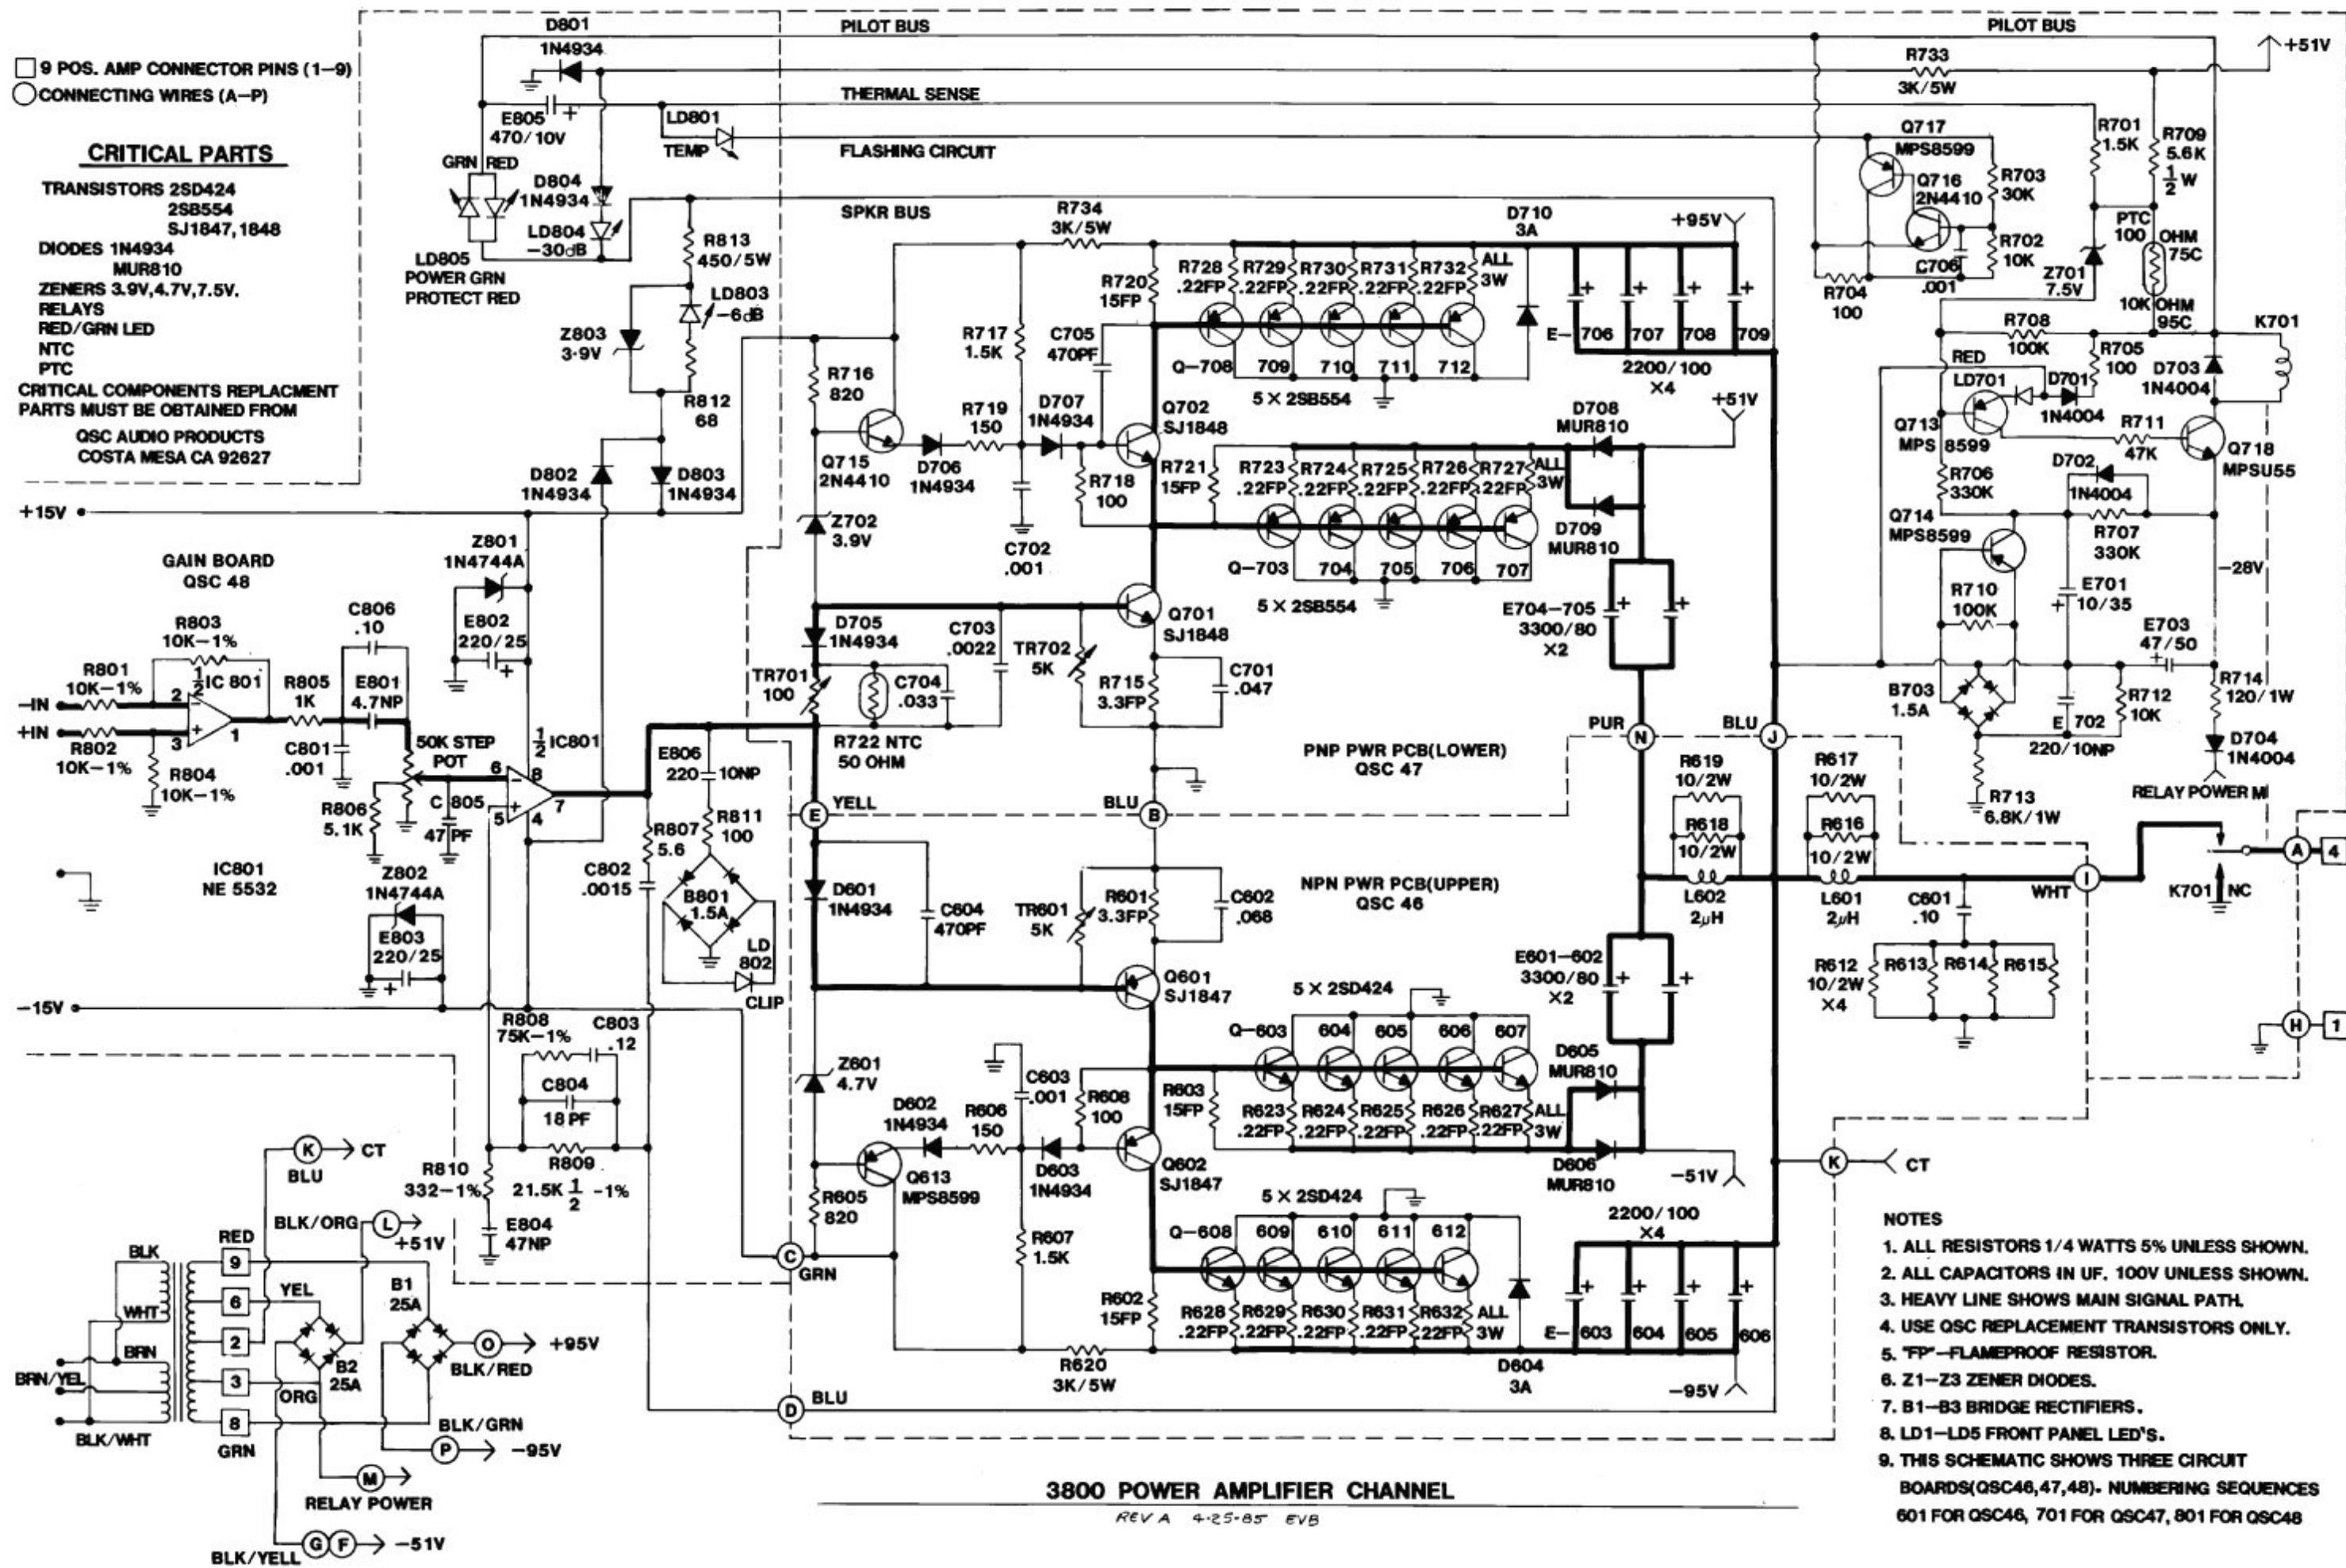 D801
1N4934
PILOT BUS
PILOT BUS
+51V
9 POS. AMP CONNECTOR PINS (1–9)
CONNECTING WIRES (A–P)
R733
3K/5W
THERMAL SENSE
E805
470/10V
LD801
TEMP
FLASHING CIRCUIT
CRITICAL PARTS
TRANSISTORS 2SD424
2SB554
SJ1847,1848
DIODES 1N4934
MUR810
ZENERS 3.9V,4.7V,7.5V.
RELAYS
RED/GRN LED
NTC
PTC
CRITICAL COMPONENTS REPLACMENT
PARTS MUST BE OBTAINED FROM
QSC AUDIO PRODUCTS
COSTA MESA CA 92627
GRN RED
D804
1N4934
LD804
–30dB
LD805
POWER GRN
PROTECT RED
SPKR BUS
R813
450/5W
LD803
–6dB
Z803
3·9V
R812
68
D802
1N4934
D803
1N4934
Q717
MPS8599
Q716
2N4410
R703
30K
R702
10K
C706
.001
R704
100
R701
1.5K
R709
5.6K
1/2 W
PTC
100 OHM
75C
Z701
7.5V
10K OHM
95C
R708
100K
K701
RED
LD701
D701
1N4004
R705
100
D703
1N4004
Q713
MPS 8599
R711
47K
Q718
MPSU55
R706
330K
D702
1N4004
R707
330K
Q714
MPS8599
–28V
R710
100K
E701
10/35
E703
47/50
B703
1.5A
R712
10K
E 702
220/10NP
R714
120/1W
D704
1N4004
R713
6.8K/1W
RELAY POWER M
R734
3K/5W
D710
3A
+95V
R720
15FP
R728
.22FP
R729
.22FP
R730
.22FP
R731
.22FP
R732
.22FP
ALL
3W
R717
1.5K
C705
470PF
E– 706 707 708 709
2200/100
X4
Q–708 709 710 711 712
5 X 2SB554
R716
820
R719
150
D707
1N4934
Q702
SJ1848
D708
MUR810
+51V
Q715
2N4410
D706
1N4934
R718
100
R721
15FP
R723
.22FP
R724
.22FP
R725
.22FP
R726
.22FP
R727
.22FP
ALL
3W
D709
MUR810
Z702
3.9V
C702
.001
Q–703 704 705 706 707
5 X 2SB554
E704–705
3300/80
X2
Q701
SJ1848
D705
1N4934
C703
.0022
TR702
5K
TR701
100
C704
.033
R715
3.3FP
C701
.047
R722 NTC
50 OHM
PNP PWR PCB(LOWER)
QSC 47
PUR
N
BLU
J
+15V
GAIN BOARD
QSC 48
Z801
1N4744A
E802
220/25
C806
.10
R803
10K–1%
1/2 IC 801
R801
10K–1%
R805
1K
E801
4.7NP
–IN
+IN
2
–
+
3
1
R802
10K–1%
R804
10K–1%
C801
.001
50K STEP
POT
1/2 IC801
6
8
–
+
5
4
7
R806
5.1K
C 805
47 PF
IC801
NE 5532
Z802
1N4744A
E803
220/25
–15V
E806
220 10NP
R807
5.6
R811
100
C802
.0015
B801
1.5A
LD
802
CLIP
E YELL
BLU
B
D601
1N4934
C604
470PF
TR601
5K
R601
3.3FP
C602
.068
NPN PWR PCB(UPPER)
QSC 46
R619
10/2W
R618
10/2W
L602
2µH
R617
10/2W
R616
10/2W
L601
2µH
WHT
I
C601
.10
R612
10/2W
X4
R613 R614 R615
K701 NC
A
4
H
1
Q601
SJ1847
5 X 2SD424
E601–602
3300/80
X2
Q–603 604 605 606 607
R603
15FP
R623
.22FP
R624
.22FP
R625
.22FP
R626
.22FP
R627
.22FP
ALL
3W
D605
MUR810
D606
MUR810
–51V
R808
75K–1%
C803
.12
C804
18 PF
R809
21.5K 1/2 –1%
R810
332–1%
E804
47NP
Z601
4.7V
D602
1N4934
R606
150
C603
.001
R608
100
D603
1N4934
Q602
SJ1847
Q613
MPS8599
R605
820
R607
1.5K
5 X 2SD424
Q–608 609 610 611 612
2200/100
X4
R602
15FP
R628
.22FP
R629
.22FP
R630
.22FP
R631
.22FP
R632
.22FP
ALL
3W
E– 603 604 605 606
D604
3A
–95V
R620
3K/5W
C
GRN
D BLU
K CT
K CT
BLU
BLK/ORG L
+51V
RED
BLK
9
YEL
B1
25A
6
WHT
2
O +95V
BLK/RED
BRN
B2
25A
3
BRN/YEL
ORG
8
BLK/GRN
BLK/WHT
GRN
P –95V
M
RELAY POWER
G F –51V
BLK/YELL
3800 POWER AMPLIFIER CHANNEL
REV A 4-25-85 EVB
NOTES
1. ALL RESISTORS 1/4 WATTS 5% UNLESS SHOWN.
2. ALL CAPACITORS IN UF. 100V UNLESS SHOWN.
3. HEAVY LINE SHOWS MAIN SIGNAL PATH.
4. USE QSC REPLACEMENT TRANSISTORS ONLY.
5. "FP"–FLAMEPROOF RESISTOR.
6. Z1–Z3 ZENER DIODES.
7. B1–B3 BRIDGE RECTIFIERS.
8. LD1–LD5 FRONT PANEL LED'S.
9. THIS SCHEMATIC SHOWS THREE CIRCUIT
BOARDS(QSC46,47,48). NUMBERING SEQUENCES
601 FOR QSC46, 701 FOR QSC47, 801 FOR QSC48